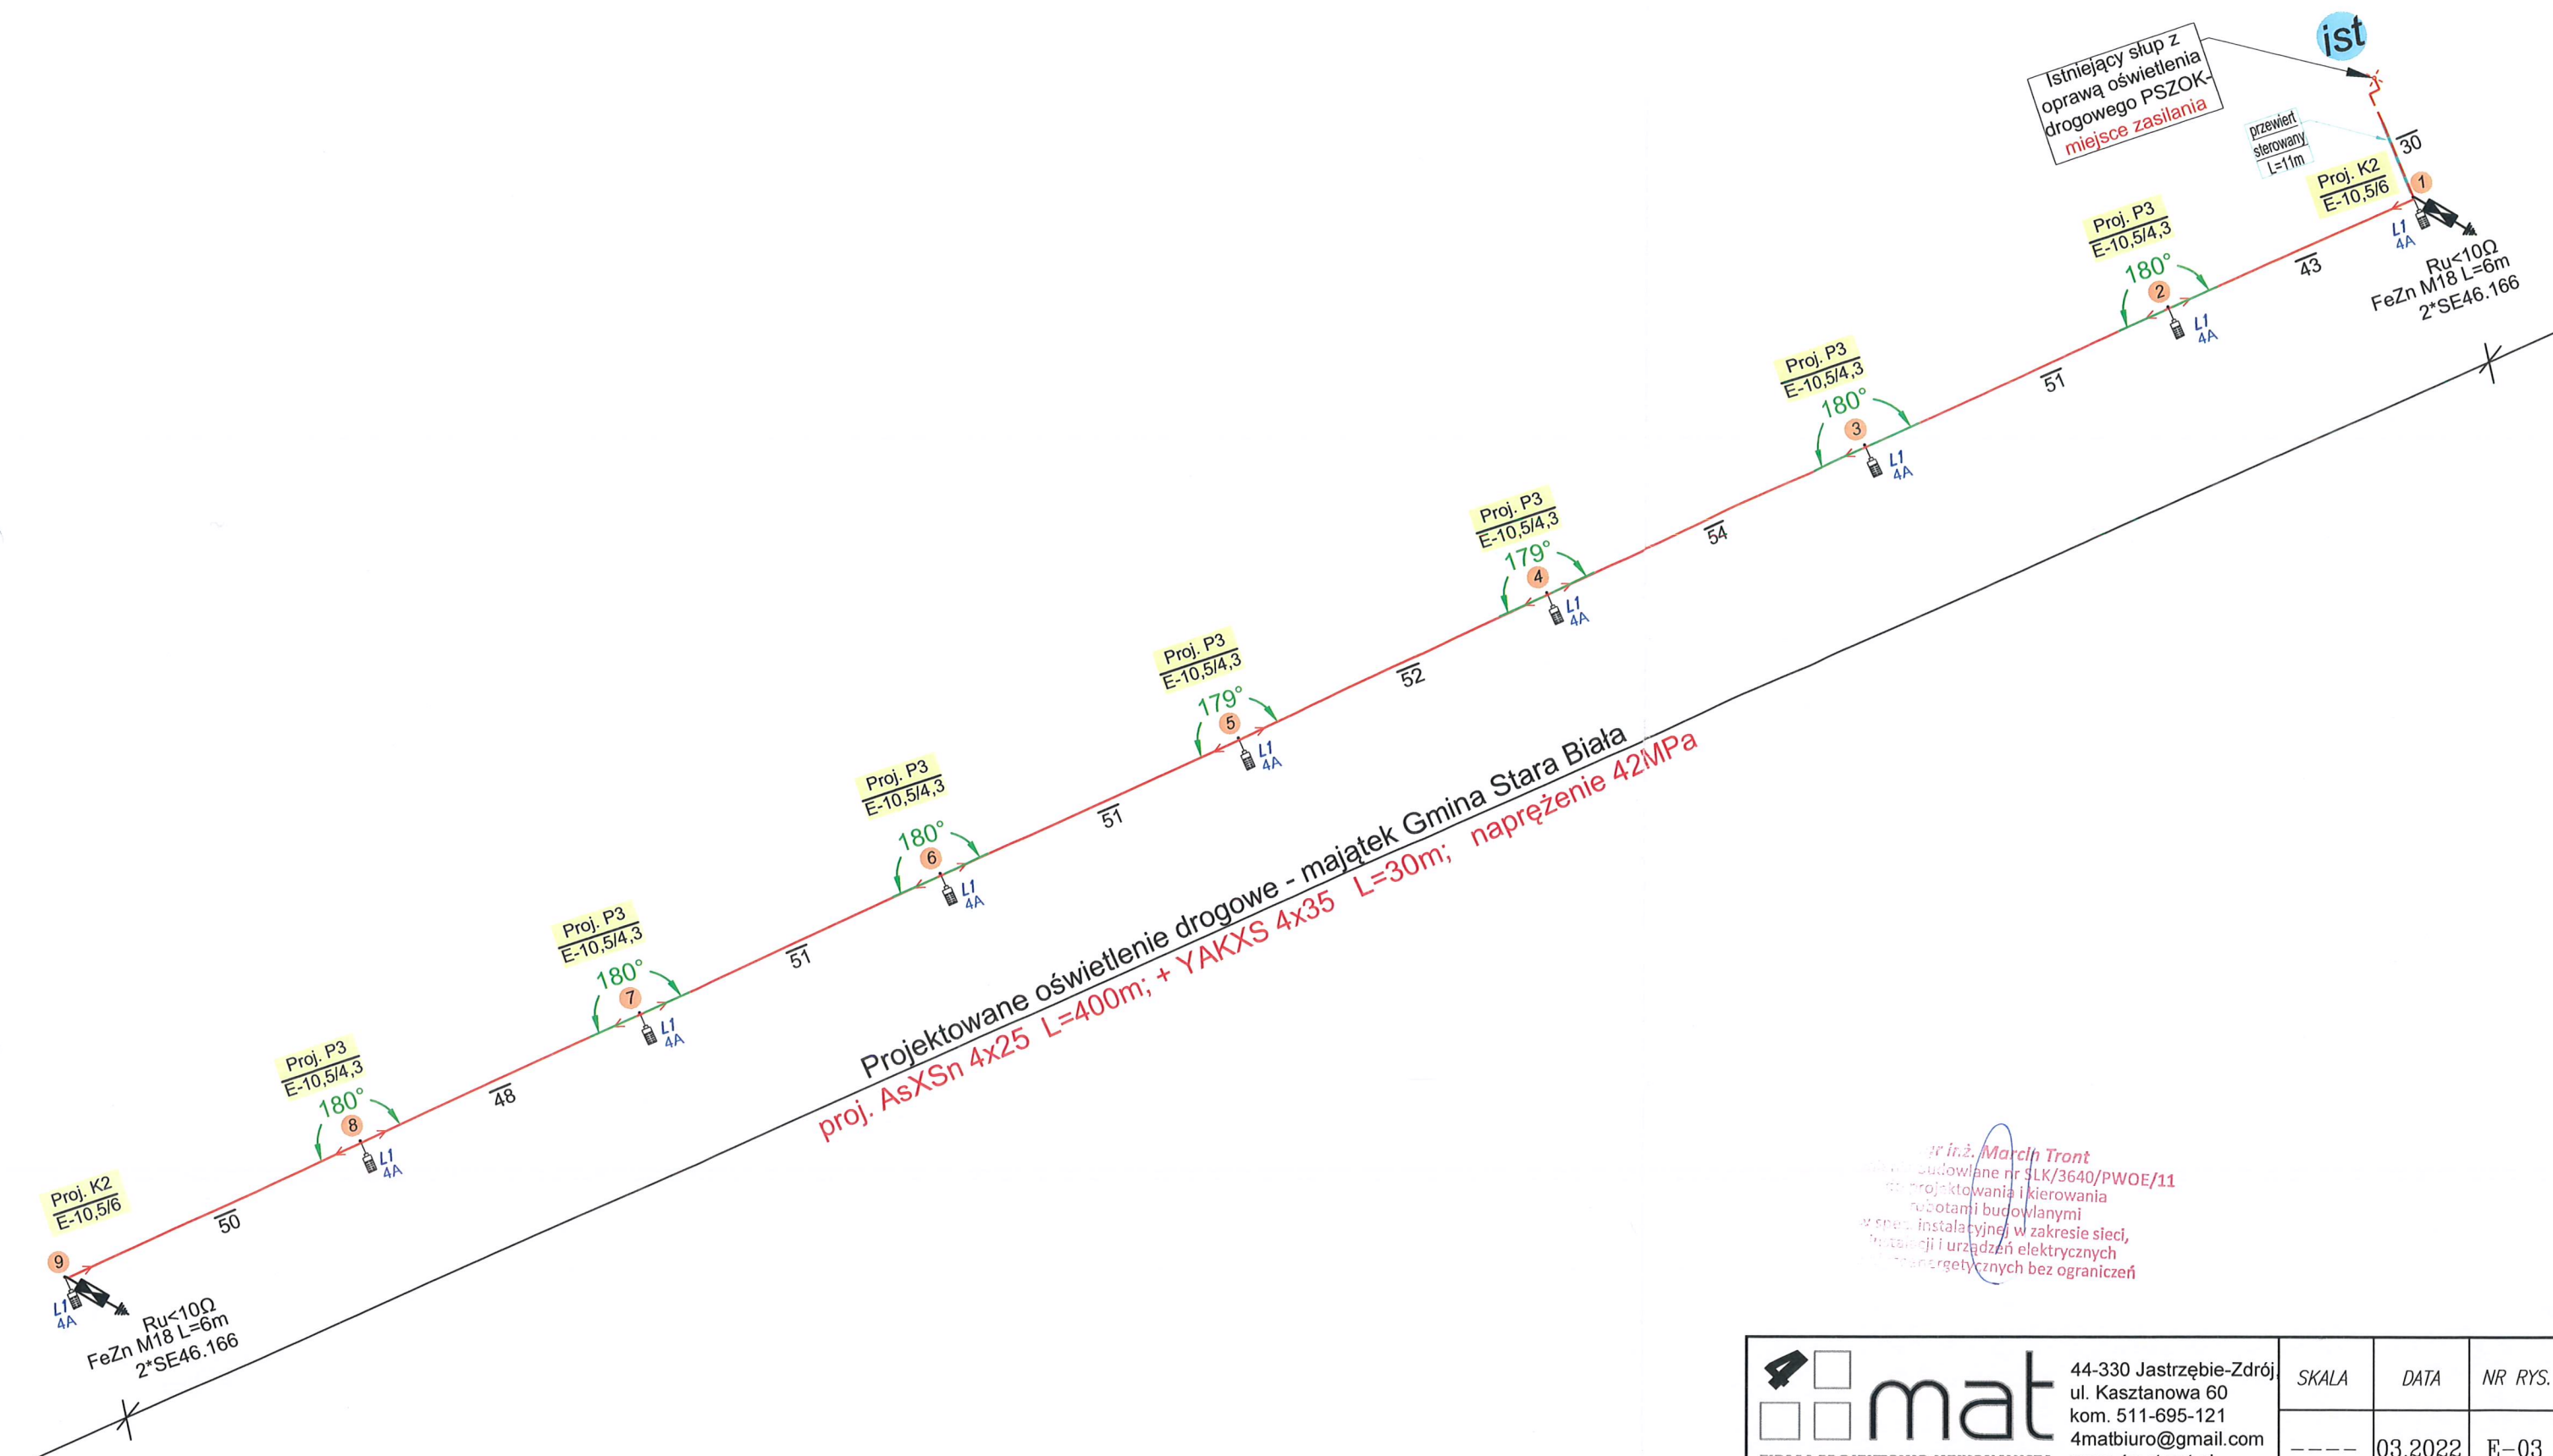 ist
Istniejący słup z
oprawą oświetlenia
drogowego PSZOK-
drogowego
miejsce zasilania
przewiert
sterowany
L=11m
30
Proj. K2
E-10,5/6
1
L1
4A
Ru<10Ω
FeZn M18 L=6m
2*SE46.166
43
Proj. P3
E-10,5/4,3
180°
2
L1
4A
51
Proj. P3
E-10,5/4,3
180°
3
L1
4A
54
Proj. P3
E-10,5/4,3
179°
4
L1
4A
52
Proj. P3
E-10,5/4,3
179°
5
L1
4A
51
Proj. P3
E-10,5/4,3
180°
6
L1
4A
51
Proj. P3
E-10,5/4,3
180°
7
L1
4A
48
Proj. P3
E-10,5/4,3
180°
8
L1
4A
50
Proj. K2
E-10,5/6
9
L1
4A
Ru<10Ω
FeZn M18 L=6m
2*SE46.166
Projektowane oświetlenie drogowe - majątek Gmina Stara Biała
proj. AsXSn 4x25 L=400m; + YAKXS 4x35 L=30m; naprężenie 42MPa
inż. Marcin Tront
budowlane nr SLK/3640/PWOE/11
projektowania i kierowania
robotami budowlanymi
w spec. instalacyjnej w zakresie sieci,
instalacji i urządzeń elektrycznych
bez ograniczeń
4 mat
44-330 Jastrzębie-Zdrój,
ul. Kasztanowa 60
kom. 511-695-121
4matbiuro@gmail.com
SKALA DATA NR RYS.
---- 03.2022 E-03